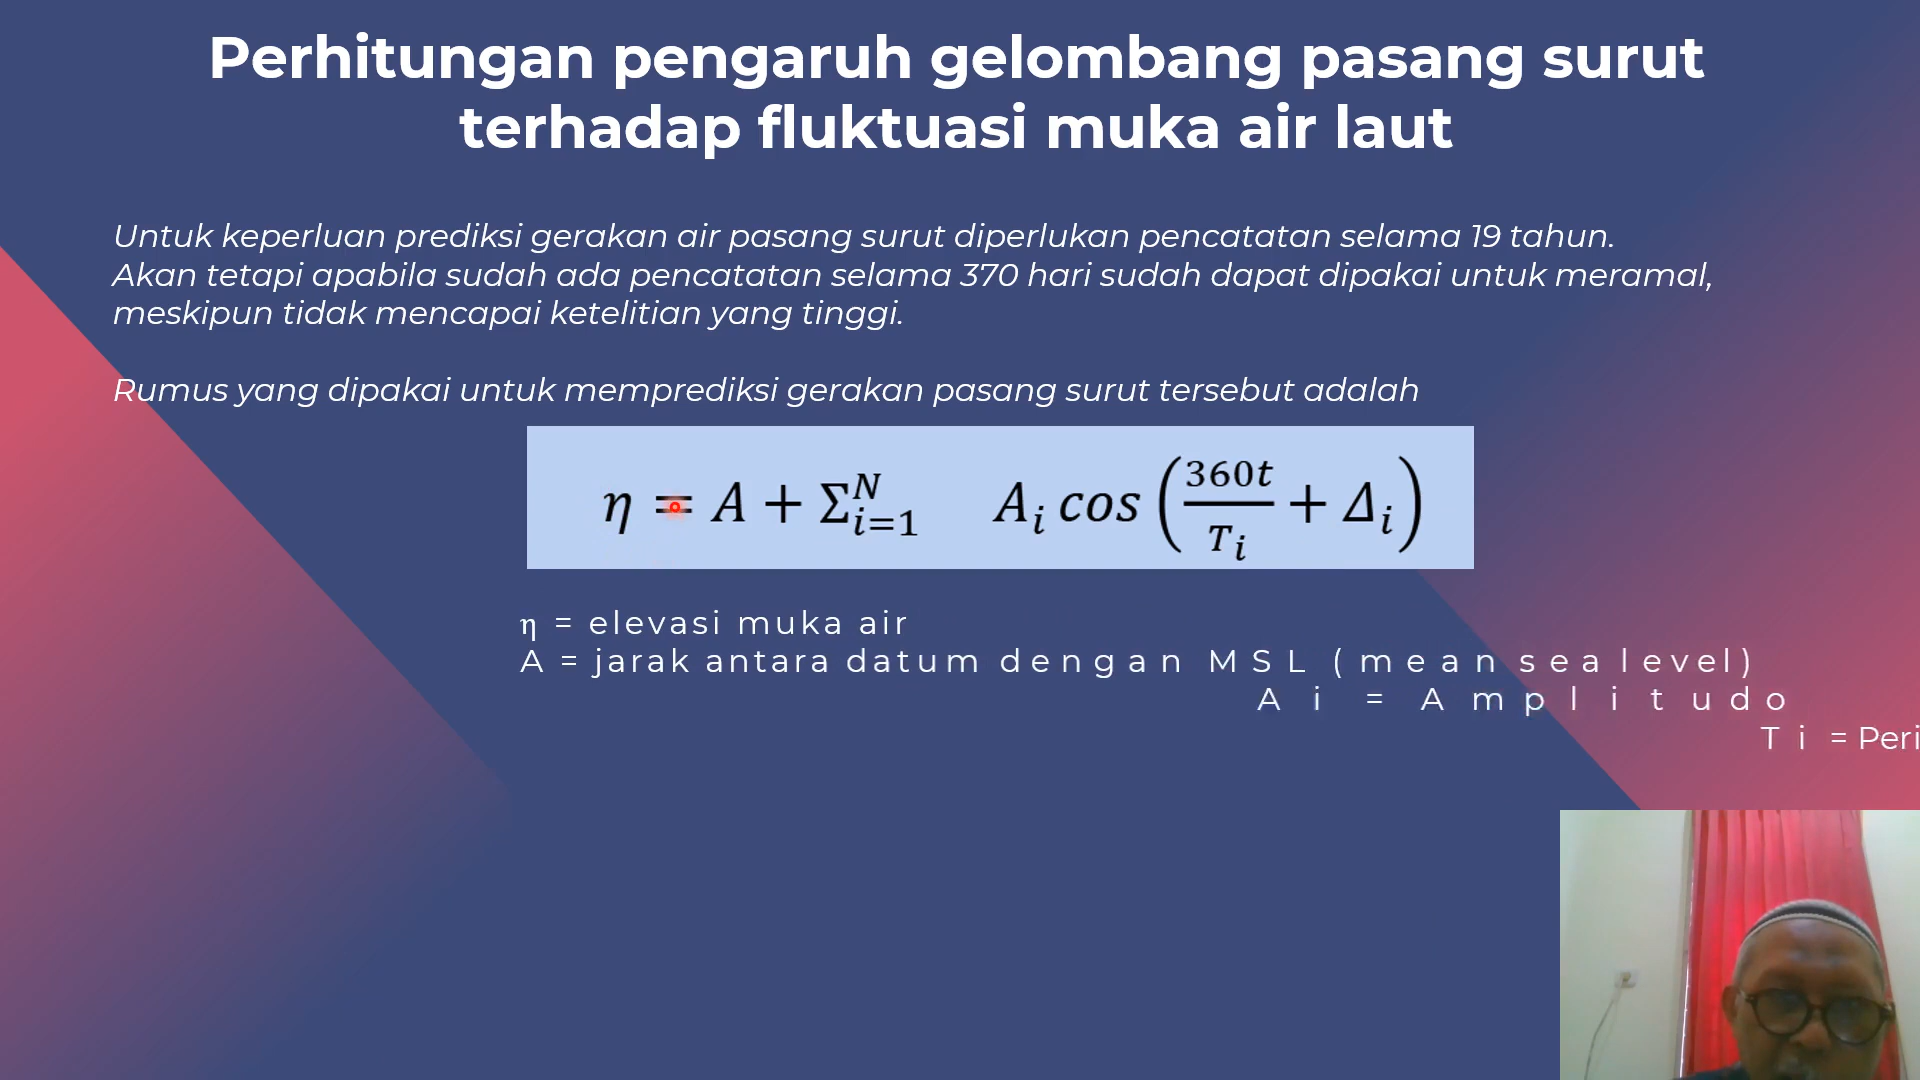 Perhitungan pengaruh gelombang pasang surut
terhadap fluktuasi muka air laut
Untuk keperluan prediksi gerakan air pasang surut diperlukan pencatatan selama 19 tahun.
Akan tetapi apabila sudah ada pencatatan selama 370 hari sudah dapat dipakai untuk meramal,
meskipun tidak mencapai ketelitian yang tinggi.
Rumus yang dipakai untuk memprediksi gerakan pasang surut tersebut adalah
η = A + Σ_{i=1}^{N} A_i cos (360t/T_i + Δ_i)
η = elevasi muka air
A = jarak antara datum dengan MSL (mean sea level)
Ai = Amplitudo
Ti = Peri